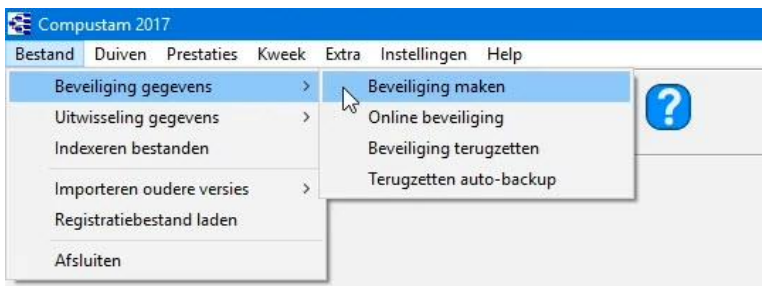 Compustam 2017
Bestand Duiven Prestaties Kweek Extra Instellingen Help
Beveiliging gegevens > Beveiliging maken
Uitwisseling gegevens > Online beveiliging
Indexeren bestanden Beveiliging terugzetten
Importeren oudere versies > Terugzetten auto-backup
Registratiebestand laden
Afsluiten
?